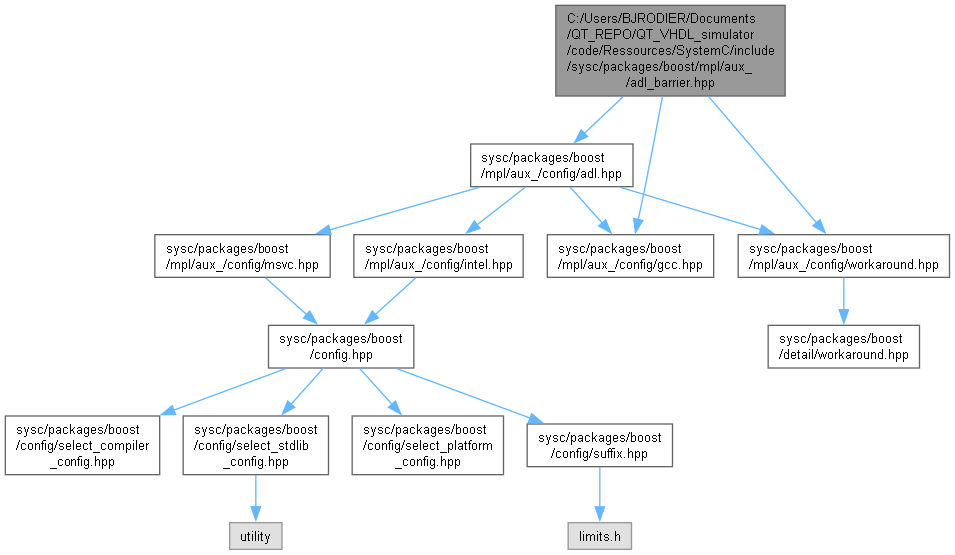 C:/Users/BJRODIER/Documents
/QT_REPO/QT_VHDL_simulator
/code/Ressources/SystemC/include
/sysc/packages/boost/mpl/aux_
/adl_barrier.hpp
sysc/packages/boost
/mpl/aux_/config/adl.hpp
sysc/packages/boost
/mpl/aux_/config/msvc.hpp
sysc/packages/boost
/mpl/aux_/config/intel.hpp
sysc/packages/boost
/mpl/aux_/config/gcc.hpp
sysc/packages/boost
/mpl/aux_/config/workaround.hpp
sysc/packages/boost
/config.hpp
sysc/packages/boost
/detail/workaround.hpp
sysc/packages/boost
/config/select_compiler
_config.hpp
sysc/packages/boost
/config/select_stdlib
_config.hpp
sysc/packages/boost
/config/select_platform
_config.hpp
sysc/packages/boost
/config/suffix.hpp
utility
limits.h